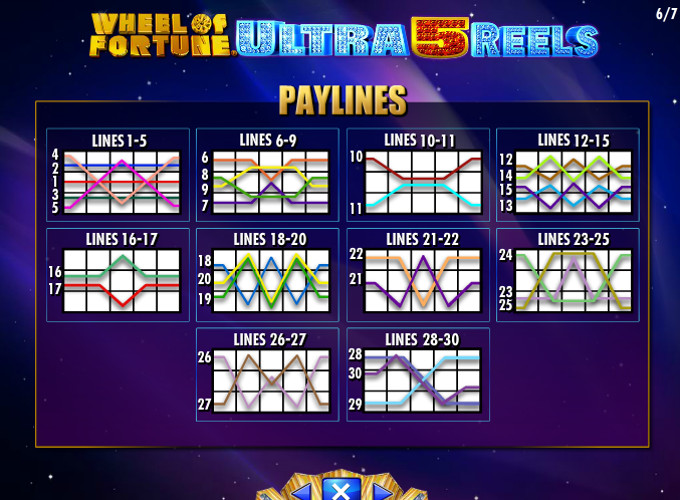 6/7
WHEEL OF
FORTUNE. ULTRA 5 REELS
PAYLINES
LINES 1-5
4
2
1
3
5
LINES 6-9
6
8
9
7
LINES 10-11
10
11
LINES 12-15
12
14
15
13
LINES 16-17
16
17
LINES 18-20
18
20
19
LINES 21-22
22
21
LINES 23-25
24
23
25
LINES 26-27
26
27
LINES 28-30
28
30
29